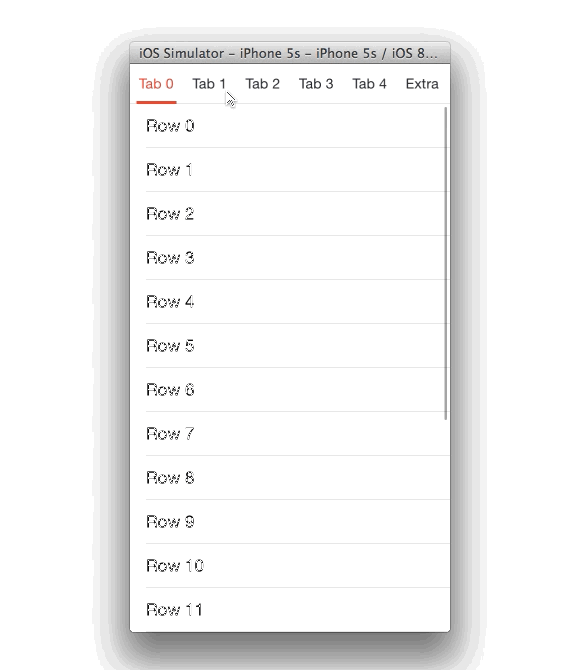 iOS Simulator – iPhone 5s – iPhone 5s / iOS 8...
Tab 0 Tab 1 Tab 2 Tab 3 Tab 4 Extra
Row 0
Row 1
Row 2
Row 3
Row 4
Row 5
Row 6
Row 7
Row 8
Row 9
Row 10
Row 11